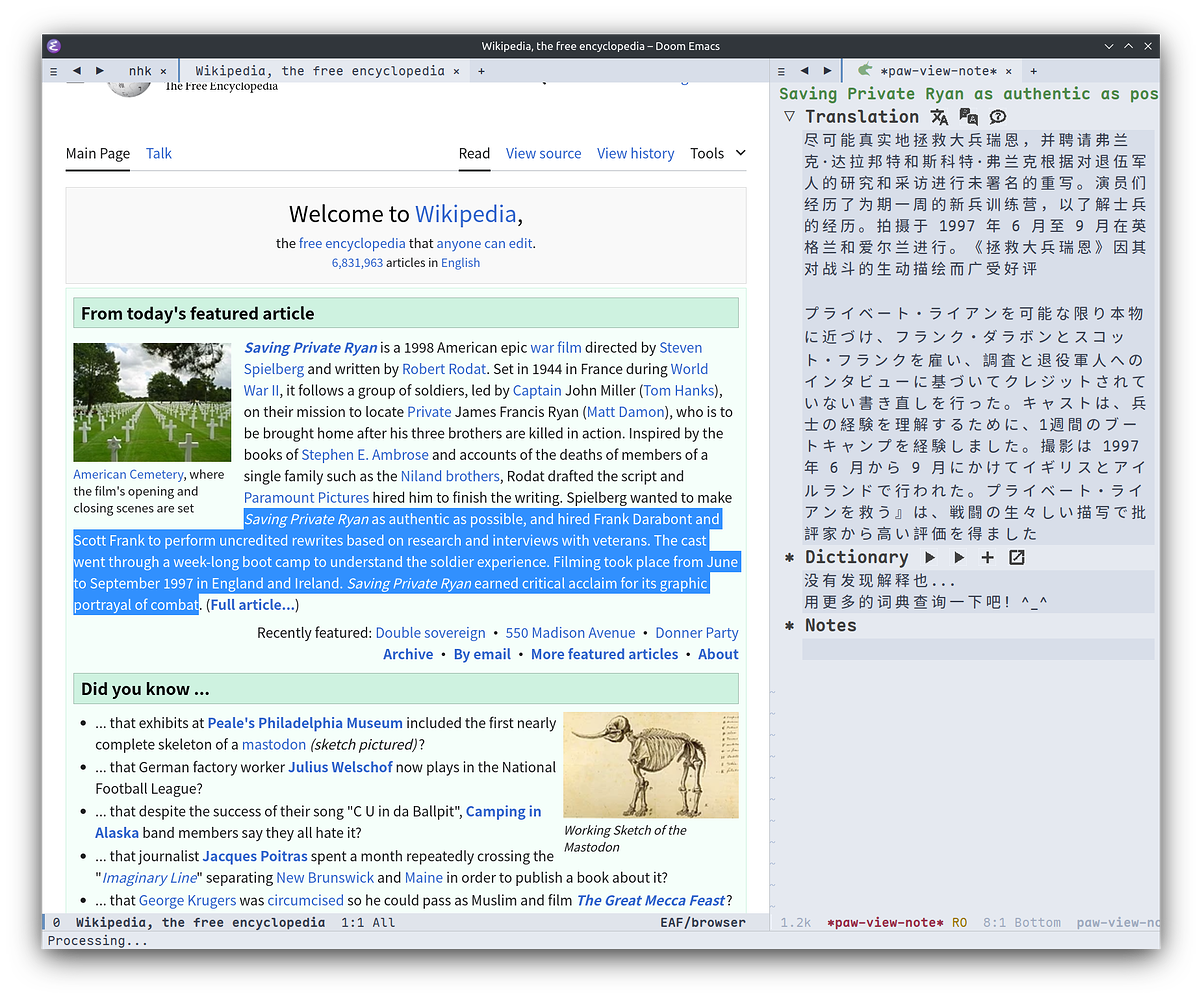 Wikipedia, the free encyclopedia – Doom Emacs
nhk × Wikipedia, the free encyclopedia × +
The Free Encyclopedia
Main Page Talk Read View source View history Tools
Welcome to Wikipedia,
the free encyclopedia that anyone can edit.
6,831,963 articles in English
From today's featured article
Saving Private Ryan is a 1998 American epic war film directed by Steven
Spielberg and written by Robert Rodat. Set in 1944 in France during World
War II, it follows a group of soldiers, led by Captain John Miller (Tom Hanks),
on their mission to locate Private James Francis Ryan (Matt Damon), who is to
be brought home after his three brothers are killed in action. Inspired by the
books of Stephen E. Ambrose and accounts of the deaths of members of a
single family such as the Niland brothers, Rodat drafted the script and
Paramount Pictures hired him to finish the writing. Spielberg wanted to make
Saving Private Ryan as authentic as possible, and hired Frank Darabont and
Scott Frank to perform uncredited rewrites based on research and interviews with veterans. The cast
went through a week-long boot camp to understand the soldier experience. Filming took place from June
to September 1997 in England and Ireland. Saving Private Ryan earned critical acclaim for its graphic
portrayal of combat. (Full article...)
American Cemetery, where
the film's opening and
closing scenes are set
Recently featured: Double sovereign • 550 Madison Avenue • Donner Party
Archive • By email • More featured articles • About
Did you know ...
• ... that exhibits at Peale's Philadelphia Museum included the first nearly
complete skeleton of a mastodon (sketch pictured)?
• ... that German factory worker Julius Welschof now plays in the National
Football League?
• ... that despite the success of their song "C U in da Ballpit", Camping in
Alaska band members say they all hate it?
• ... that journalist Jacques Poitras spent a month repeatedly crossing the
"Imaginary Line" separating New Brunswick and Maine in order to publish a book about it?
• ... that George Krugers was circumcised so he could pass as Muslim and film The Great Mecca Feast?
Working Sketch of the
Mastodon
0 Wikipedia, the free encyclopedia 1:1 All EAF/browser
Processing...
*paw-view-note* × +
Saving Private Ryan as authentic as pos
Translation
尽可能真实地拯救大兵瑞恩，并聘请弗兰
克·达拉邦特和斯科特·弗兰克根据对退伍军
人的研究和采访进行未署名的重写。演员们
经历了为期一周的新兵训练营，以了解士兵
的经历。拍摄于 1997 年 6 月至 9 月在英
格兰和爱尔兰进行。《拯救大兵瑞恩》因其
对战斗的生动描绘而广受好评
プライベート・ライアンを可能な限り本物
に近づけ、フランク・ダラボンとスコッ
ト・フランクを雇い、調査と退役軍人への
インタビューに基づいてクレジットされて
いない書き直しを行った。キャストは、兵
士の経験を理解するために、1週間のブー
トキャンプを経験しました。撮影は 1997
年 6 月から 9 月にかけてイギリスとアイ
ルランドで行われた。プライベート・ライ
アンを救う』は、戦闘の生々しい描写で批
評家から高い評価を得ました
Dictionary
没有发现解释也...
用更多的词典查询一下吧！^_^
Notes
1.2k *paw-view-note* RO 8:1 Bottom paw-view-no